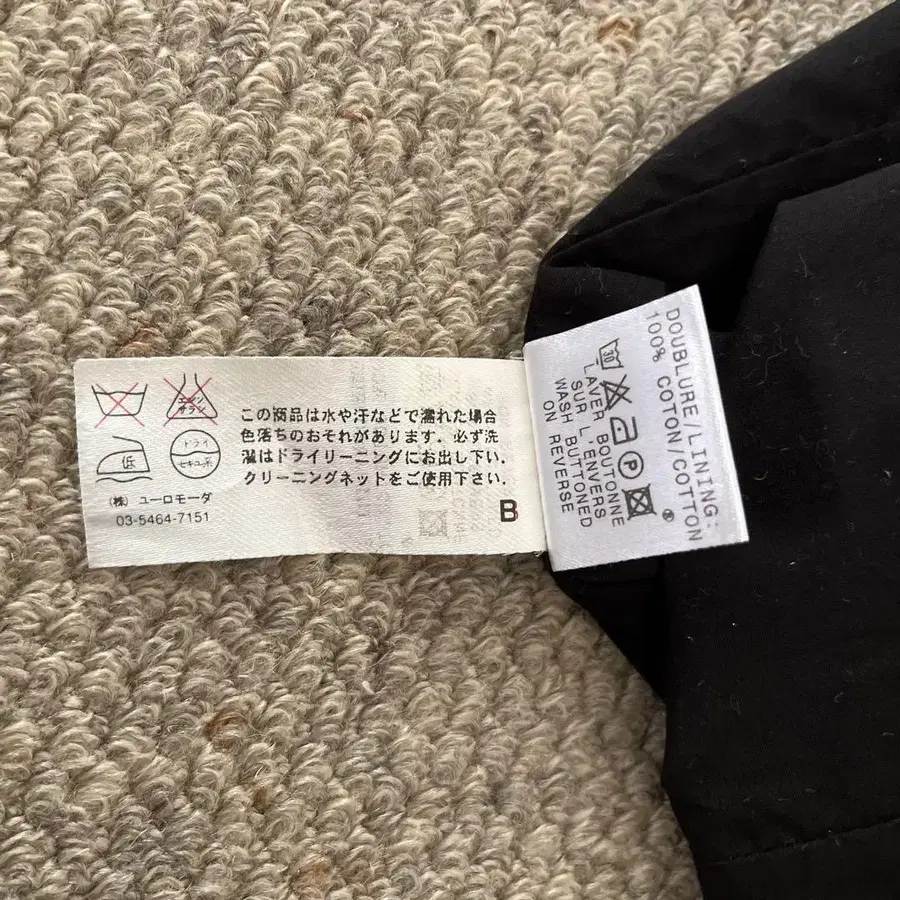 エンソ
サラシ
低
ドライ
セキユ系
(株) ユーロモーダ
03-5464-7151
この商品は水や汗などで濡れた場合
色落ちのおそれがあります。必ず洗
濯はドライクリーニングにお出し下い.
クリーニングネットをご使用下さい。
B
DOUBLURE/LINING:
100% COTON/COTTON
30
P
®
LAVER BOUTONNE
SUR L'ENVERS
WASH BUTTONED
ON REVERSE